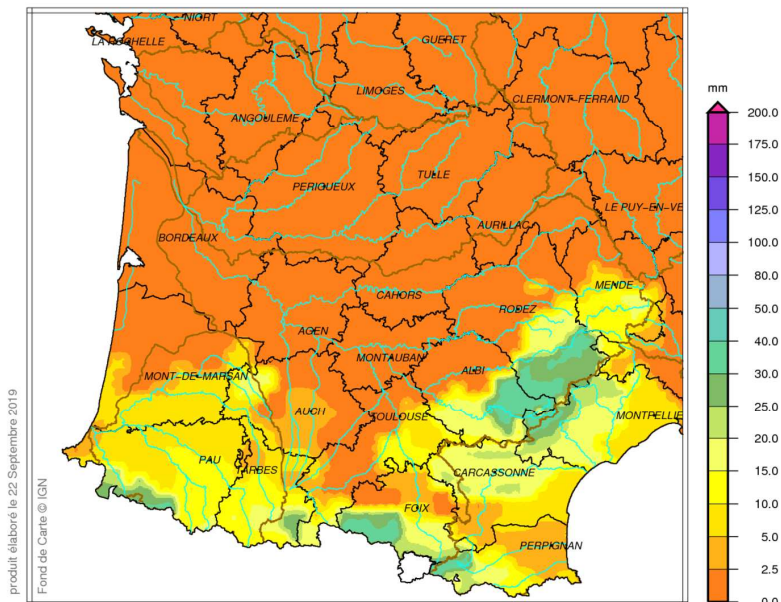 NIORT
LA ROCHELLE
GUERET
LIMOGES
CLERMONT-FERRAND
ANGOULEME
TULLE
PERIGUEUX
LE PUY-EN-VE
AURILLAC
BORDEAUX
MENDE
CAHORS
RODEZ
AGEN
MONTAUBAN
ALBI
MONT-DE-MARSAN
AUCH
TOULOUSE
MONTPELLIE
PAU
TARBES
CARCASSONNE
FOIX
PERPIGNAN
mm
200.0
175.0
150.0
125.0
100.0
80.0
50.0
40.0
30.0
20.0
15.0
10.0
5.0
2.5
0.0
produit élaboré le 22 Septembre 2019
Fond de Carte © IGN